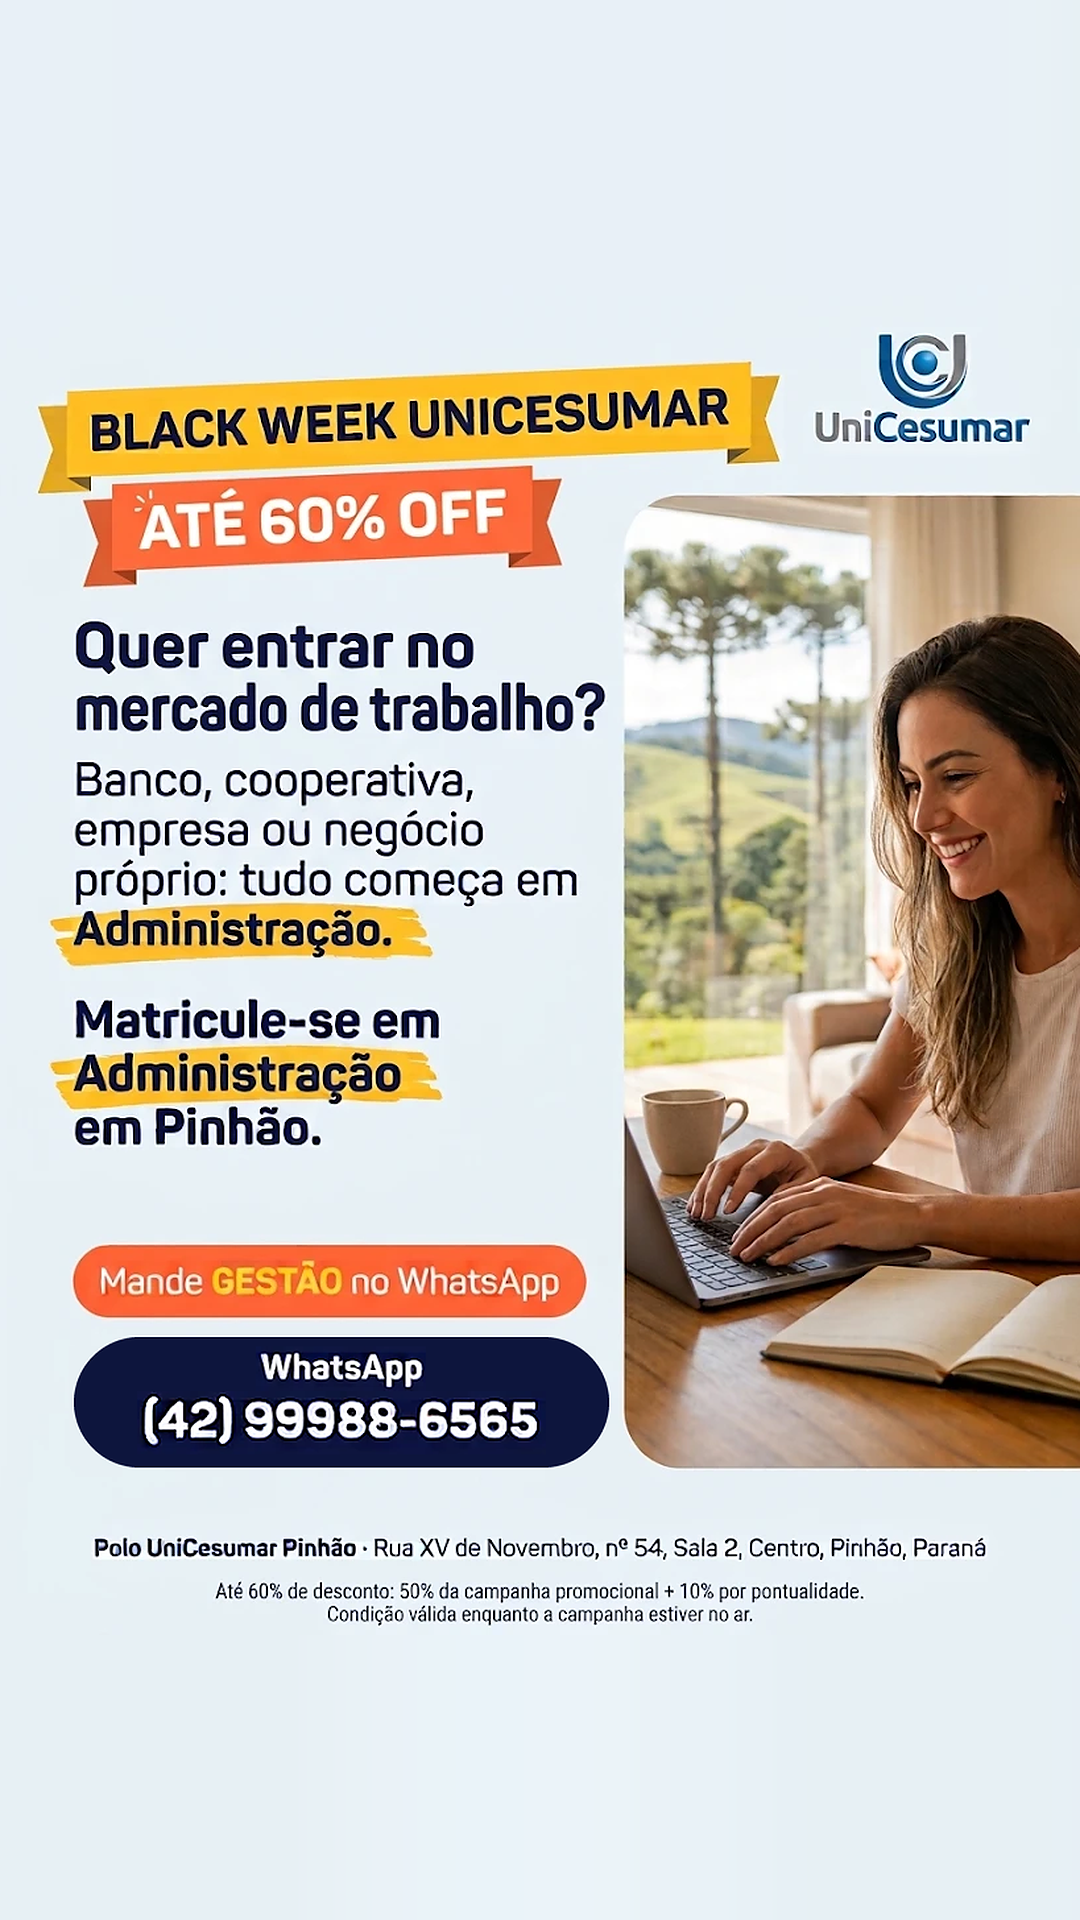 BLACK WEEK UNICESUMAR
ATÉ 60% OFF
UniCesumar
Quer entrar no
mercado de trabalho?
Banco, cooperativa,
empresa ou negócio
próprio: tudo começa em
Administração.
Matricule-se em
Administração
em Pinhão.
Mande GESTÃO no WhatsApp
WhatsApp
(42) 99988-6565
Polo UniCesumar Pinhão · Rua XV de Novembro, nº 54, Sala 2, Centro, Pinhão, Paraná
Até 60% de desconto: 50% da campanha promocional + 10% por pontualidade.
Condição válida enquanto a campanha estiver no ar.